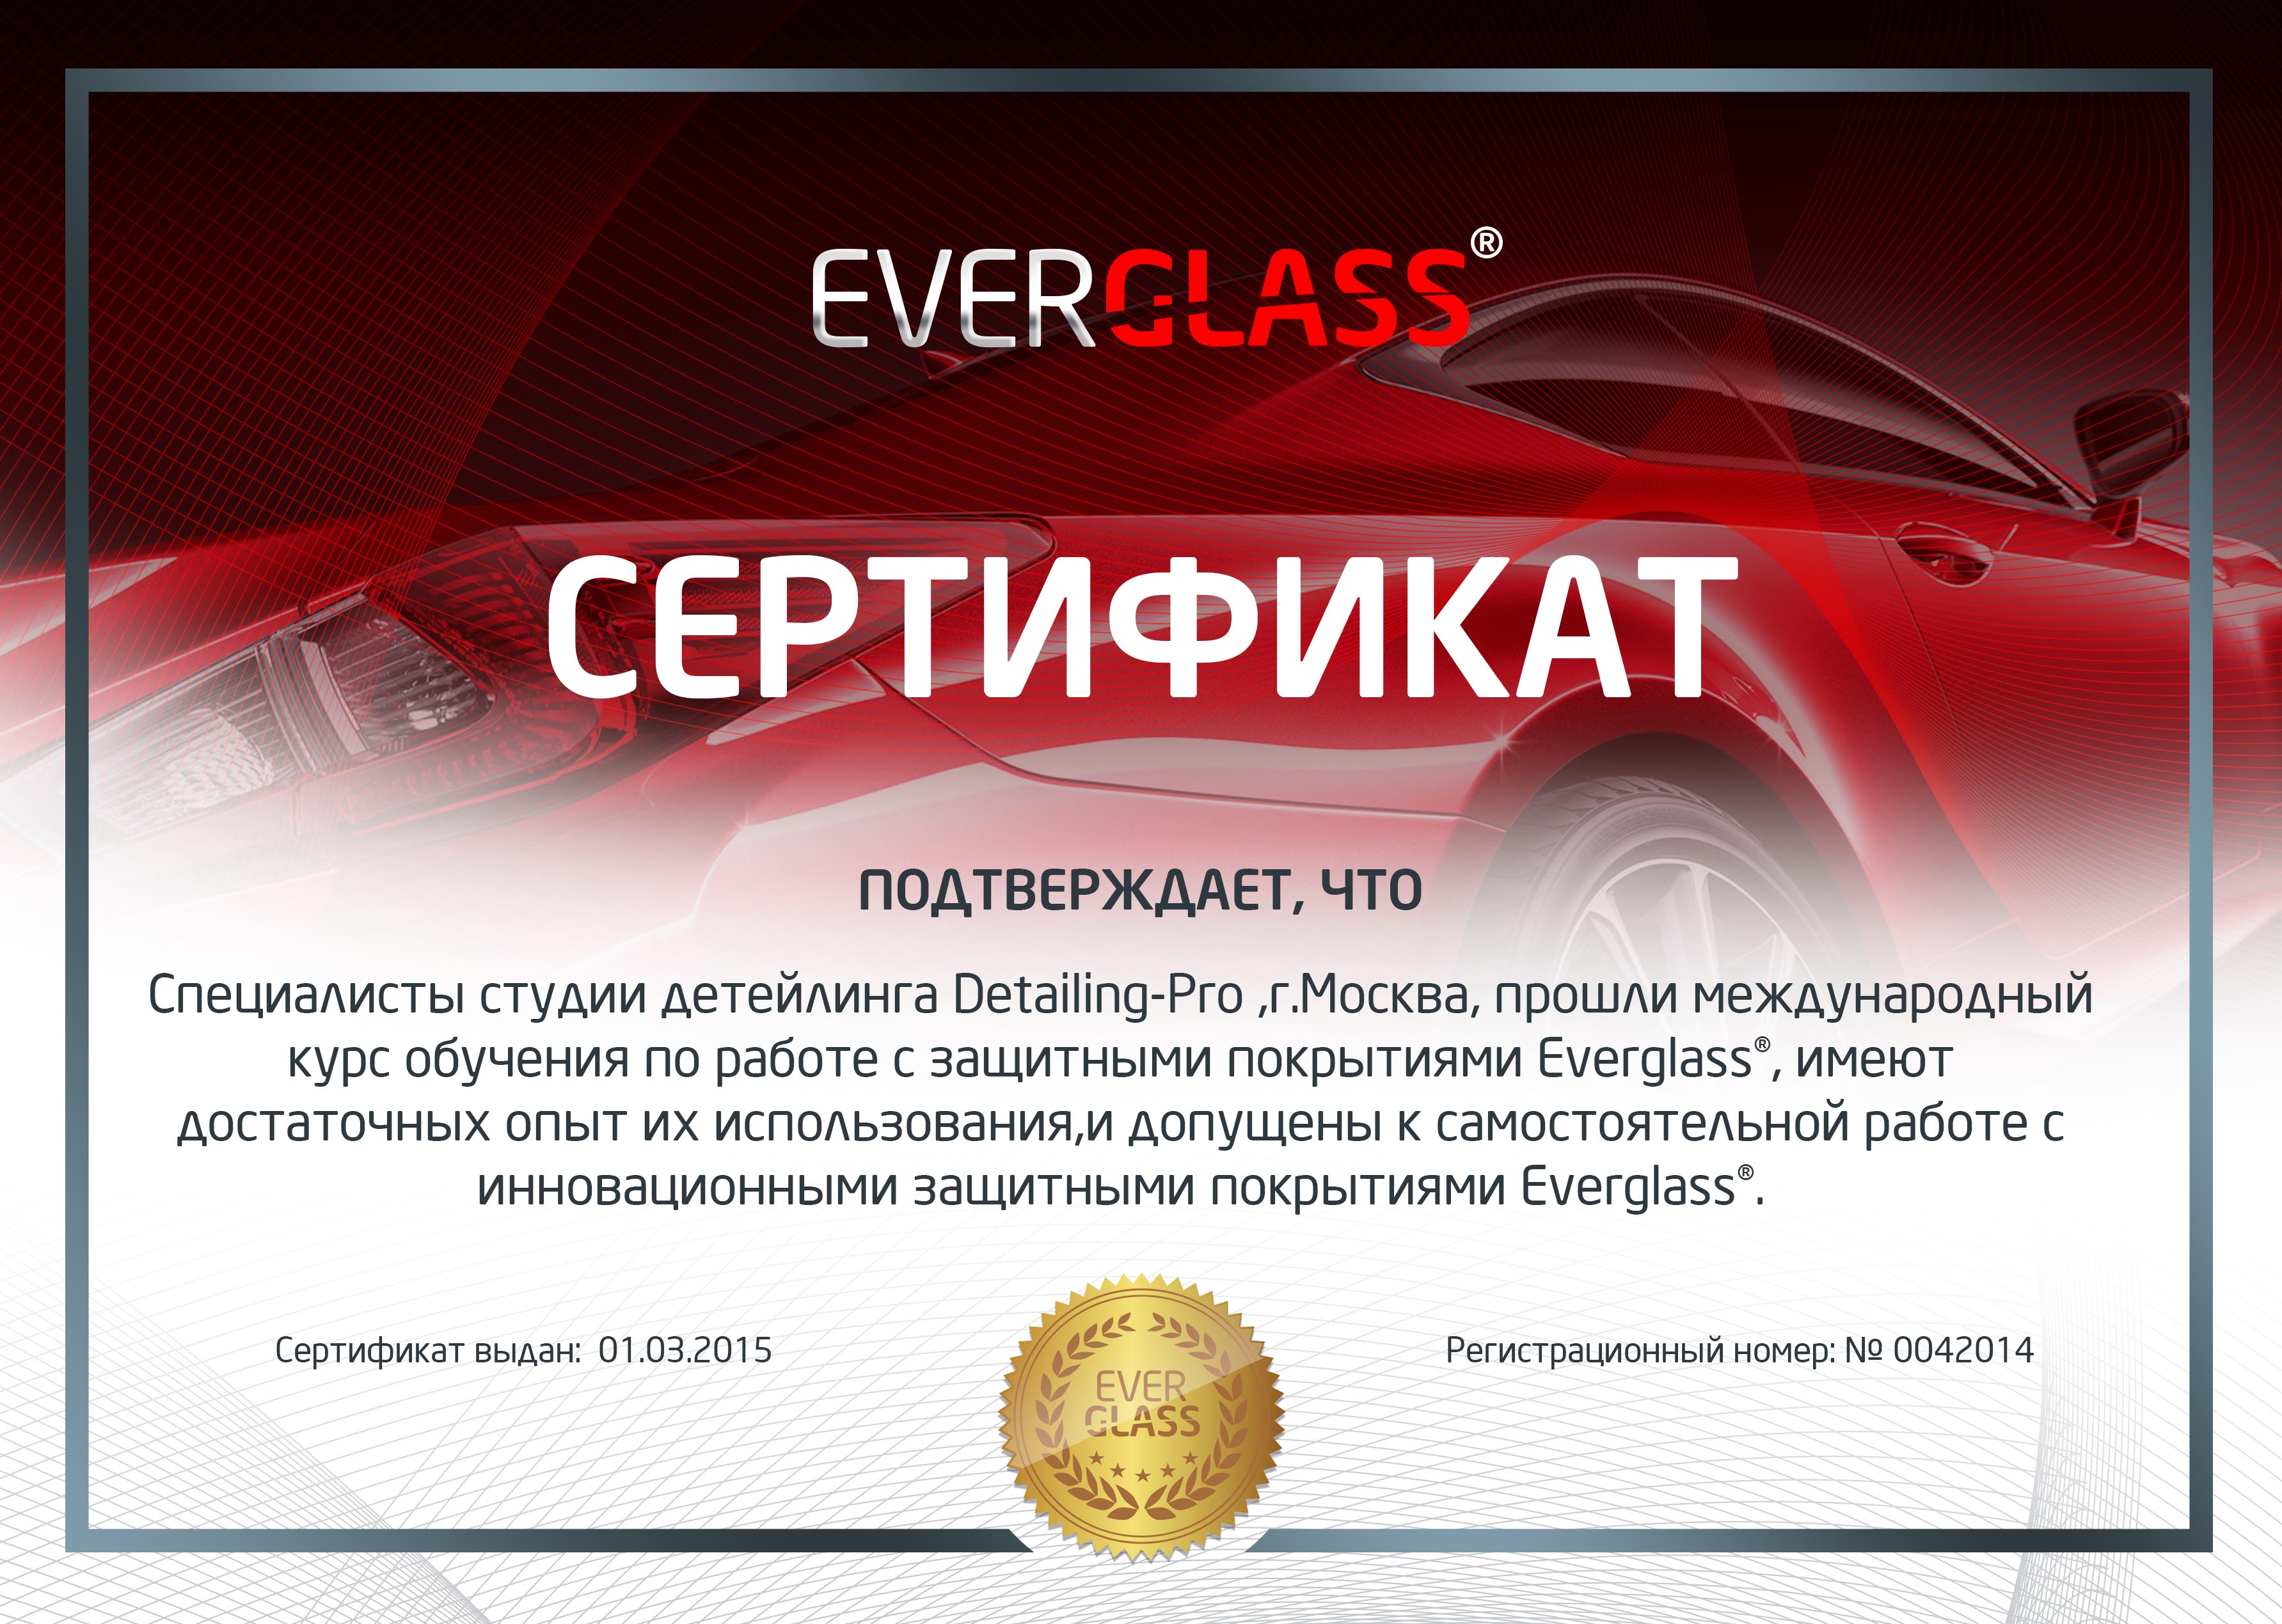 EVERGLASS®
СЕРТИФИКАТ
ПОДТВЕРЖДАЕТ, ЧТО
Специалисты студии детейлинга Detailing-Pro ,г.Москва, прошли международный
курс обучения по работе с защитными покрытиями Everglass®, имеют
достаточных опыт их использования,и допущены к самостоятельной работе с
инновационными защитными покрытиями Everglass®.
Сертификат выдан: 01.03.2015
Регистрационный номер: № 0042014
EVER
GLASS